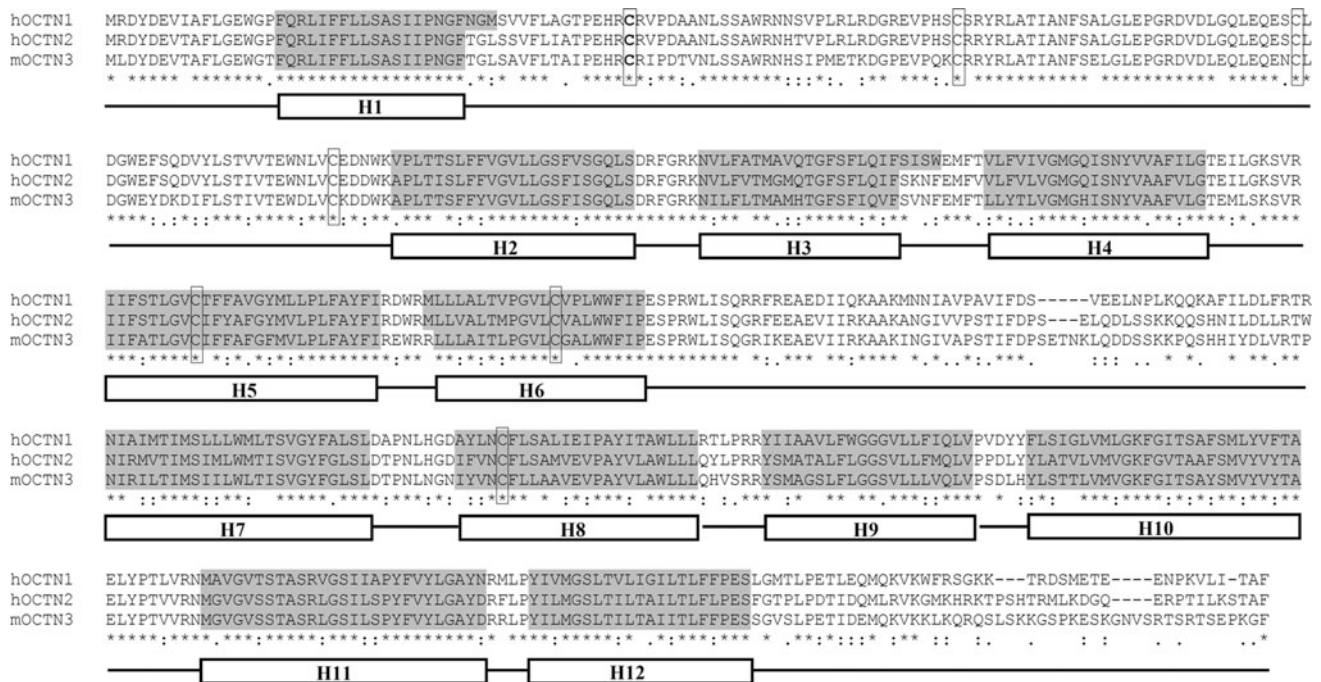 hOCTN1 MRDYDEVIAFLGEWGPFQRLIFFLLSASIIPNGFNGMSVVFLAGTPEHRCRVPDAANLSSAWRNNSVPLRLRDGREVPHSCSRYRLATIANFSALGLEPGRDVDLGQLEQESCL
hOCTN2 MRDYDEVTAFLGEWGPFQRLIFFLLSASIIPNGFTGLSSVFLIATPEHRCRVPDAANLSSAWRNHTVPLRLRDGREVPHSCRRYRLATIANFSALGLEPGRDVDLGQLEQESCL
mOCTN3 MLDYDEVTAFLGEWGTFQRLIFFLLSASIIPNGFTGLSAVFLTAIPEHRCRIPDTVNLSSAWRNHSIPMETKDGPEVPQKCRRYRLATIANFSALGLEPGRDVDLEQLEQENCL
H1
hOCTN1 DGWEFSQDVYLSTVVTEWNLVCEDNWKVPLTTSLFFVGVLLGSFVSGQLSDRFGRKNVLFATMAVQTGFSFLQIFSISWEMFTVLFVIVGMGQISNYVVAFILGTEILGKSVR
hOCTN2 DGWEFSQDVYLSTIVTEWNLVCEDDWKAPLTISLFFVGVLLGSFISGQLSDRFGRKNVLFVTMGMQTGFSFLQIFSKNFEMFVVLFVLVGMGQISNYVAAFVLGTEILGKSVR
mOCTN3 DGWEYDKDIFLSTIVTEWDLVCKDDWKAPLTTSFFYVGVLLGSFISGQLSDRFGRKNILFLTMAMHTGFSFIQVFSVNFEMFTLLYTLVGMGHISNYVAAFVLGTEMLSKSVR
H2 H3 H4
hOCTN1 IIFSTLGVCTFFAVGYMLLPLFAYFIRDWRMLLLALTVPGVLCVPLWWFIPESPRWLISQRRFREAEDIIQKAAKMNNIAVPAVIFDS-----VEELNPLKQQKAFILDLFRTR
hOCTN2 IIFSTLGVCIFYAFGYMVLPLFAYFIRDWRMLLVALTMPGVLCVALWWFIPESPRWLISQGRFEEAEVIIRKAAKANGIVVPSTIFDPS----ELQDLSSKKQQSHNILDLLRTW
mOCTN3 IIFATLGVCIFFAFGFMVLPLFAYFIREWRRLLLAITLPGVLCGALWWFIPESPRWLISQGRIKEAEVIIRKAAKINGIVAPSTIFDPSETNKLQDDSSKKPQSHHIYDLVRTP
H5 H6
hOCTN1 NIAIMTIMSLLLWMLTSVGYFALSLDAPNLHGDAYLNCFLSALIEIPAYITAWLLLRTLPRRYIIAAVLFWGGGVLLFIQLVPVDYYFLSIGLVMLGKFGITSAFSMLYVFTA
hOCTN2 NIRMVTIMSIMLWMTISVGYFGLSLDTPNLHGDIFVNCFLSAMVEVPAYVLAWLLLQYLPRRYSMATALFLGGSVLLFMQLVPPDLYYLATVLVMVGKFGVTAAFSMVYVYTA
mOCTN3 NIRILTIMSIILWLTISVGYFGLSLDTPNLNGNIYVNCFLLAAVEVPAYVLAWLLLQHVSRRYSMAGSLFLGGSVLLLVQLVPSDLHYLSTTLVMVGKFGITSAYSMVYVYTA
H7 H8 H9 H10
hOCTN1 ELYPTLVRNMAVGVTSTASRVGSIIAPYFVYLGAYNRMLPYIVMGSLTVLIGILTLFFPESLGMTLPETLEQMQKVKWFRSGKK---TRDSMETE----ENPKVLI-TAF
hOCTN2 ELYPTVVRNMGVGVSSTASRLGSILSPYFVYLGAYDRFLPYILMGSLTILTAILTLFLPESFGTPLPDTIDQMLRVKGMKHRKTPSHTRMLKDGQ----ERPTILKSTAF
mOCTN3 ELYPTVVRNMGVGVSSTASRLGSILSPYFVYLGAYDRRLPYILMGSLTILTAIITLFFPESSGVSLPETIDEMQKVKKLKQRQSLSKKGSPKESKGNVSRTSRTSEPKGF
H11 H12